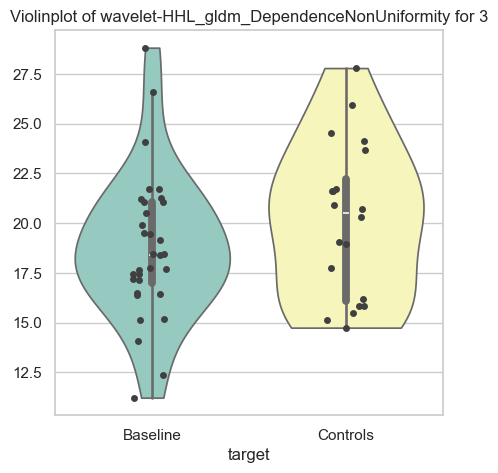 Violinplot of wavelet-HHL_gldm_DependenceNonUniformity for 3
27.5
25.0
22.5
20.0
17.5
15.0
12.5
Baseline Controls
target